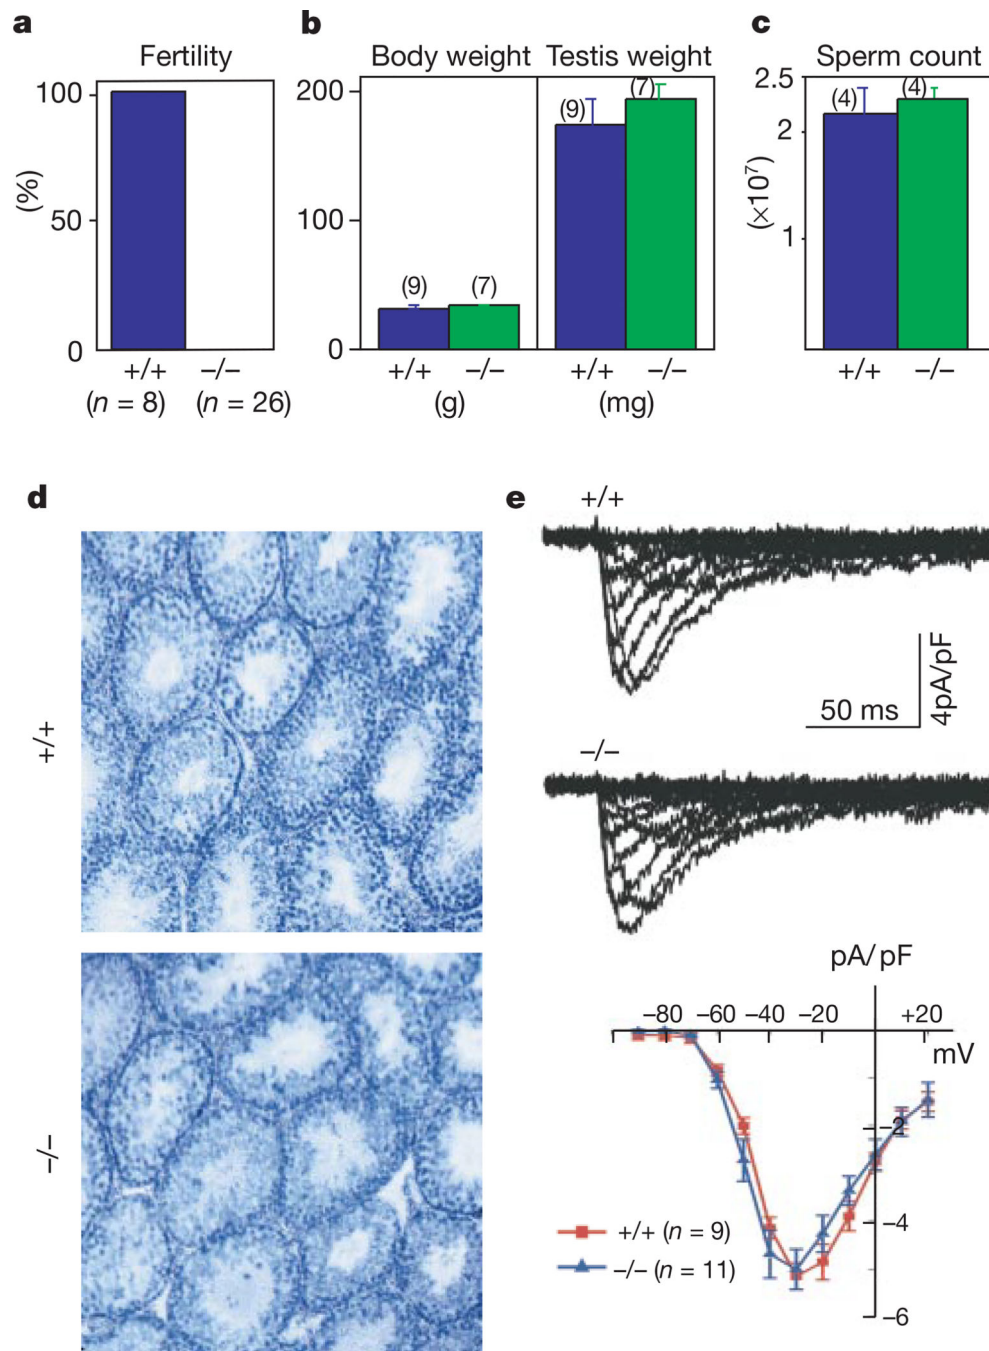 a
Fertility
100
50
0
(%)
+/+
–/–
(n = 8)
(n = 26)
b
Body weight
Testis weight
200
100
0
(9)
(7)
(9)
(7)
+/+
–/–
+/+
–/–
(g)
(mg)
c
Sperm count
2.5
2
1
(×10⁷)
(4)
(4)
+/+
–/–
d
+/+
–/–
e
+/+
50 ms
4pA/pF
–/–
pA/ pF
–80 –60 –40 –20 +20
mV
–2
–4
–6
+/+ (n = 9)
–/– (n = 11)